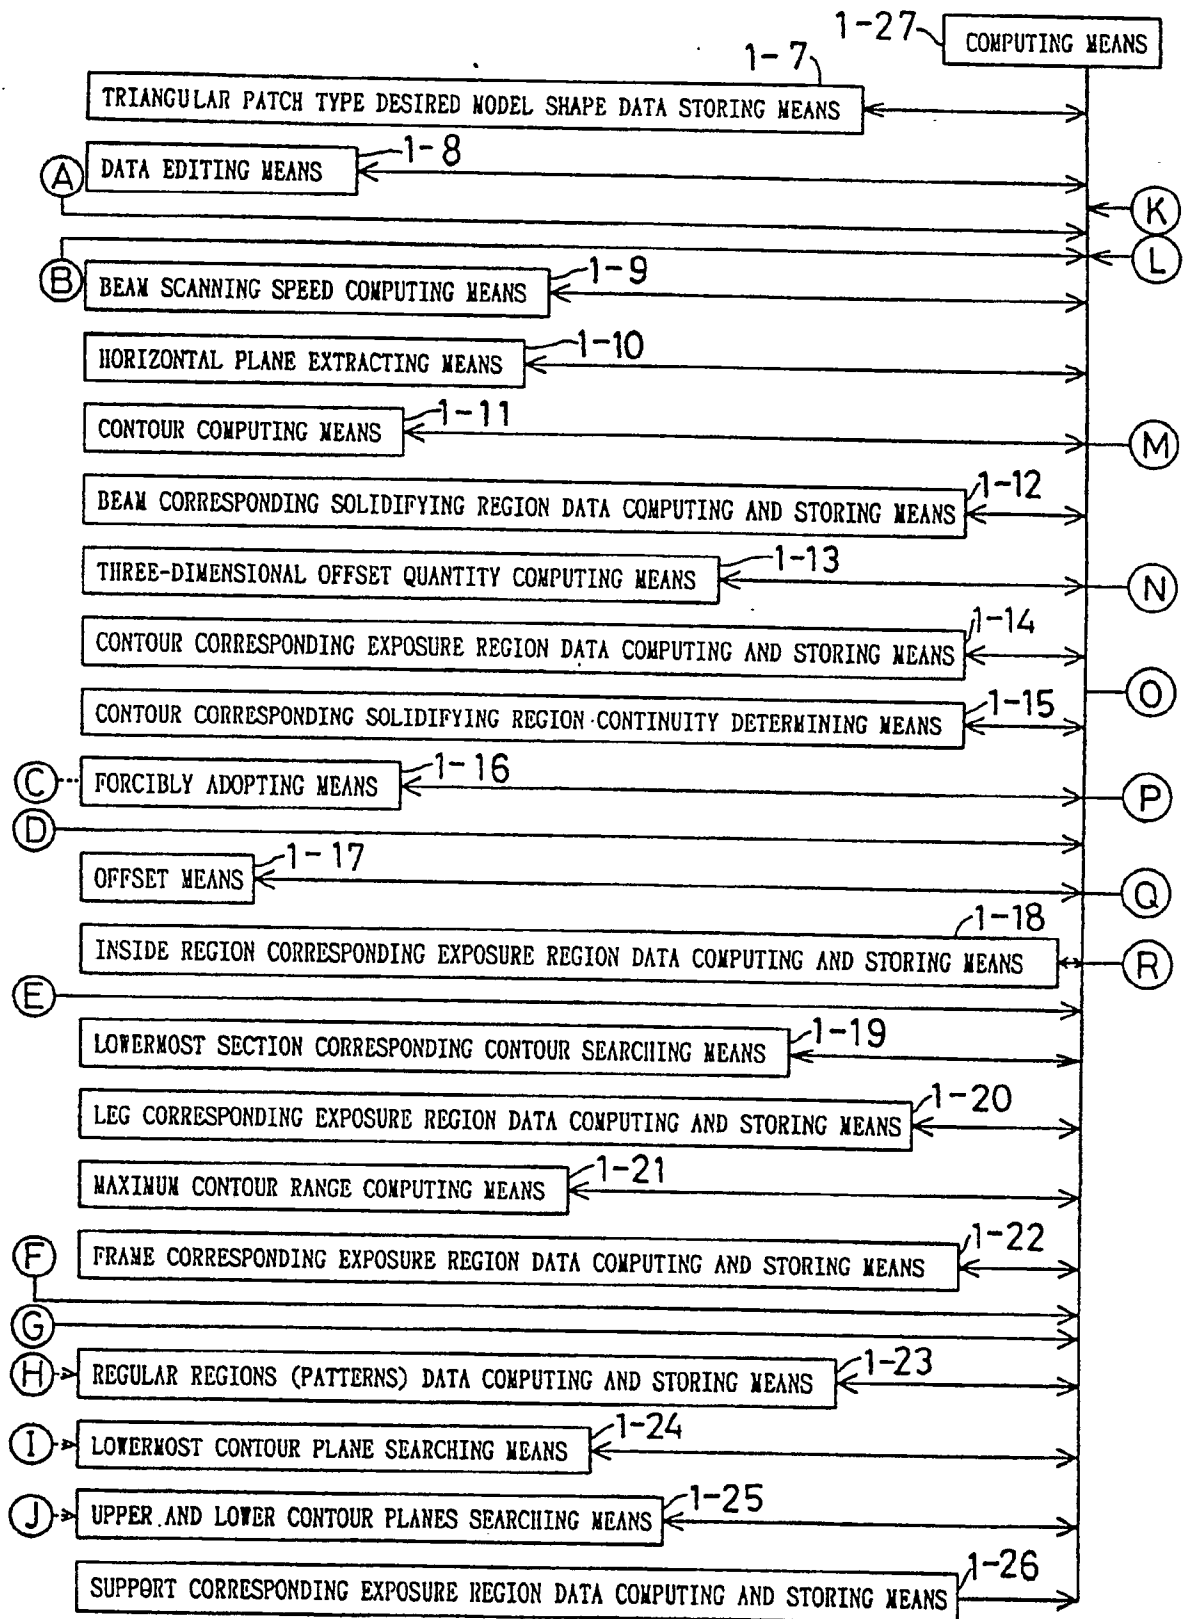 1-27
COMPUTING MEANS
1-7
TRIANGULAR PATCH TYPE DESIRED MODEL SHAPE DATA STORING MEANS
1-8
DATA EDITING MEANS
A
K
B
L
1-9
BEAM SCANNING SPEED COMPUTING MEANS
1-10
HORIZONTAL PLANE EXTRACTING MEANS
1-11
CONTOUR COMPUTING MEANS
M
1-12
BEAM CORRESPONDING SOLIDIFYING REGION DATA COMPUTING AND STORING MEANS
1-13
THREE-DIMENSIONAL OFFSET QUANTITY COMPUTING MEANS
N
1-14
CONTOUR CORRESPONDING EXPOSURE REGION DATA COMPUTING AND STORING MEANS
O
1-15
CONTOUR CORRESPONDING SOLIDIFYING REGION CONTINUITY DETERMINING MEANS
1-16
C
FORCIBLY ADOPTING MEANS
P
D
1-17
OFFSET MEANS
Q
1-18
INSIDE REGION CORRESPONDING EXPOSURE REGION DATA COMPUTING AND STORING MEANS
R
E
1-19
LOWERMOST SECTION CORRESPONDING CONTOUR SEARCHING MEANS
1-20
LEG CORRESPONDING EXPOSURE REGION DATA COMPUTING AND STORING MEANS
1-21
MAXIMUM CONTOUR RANGE COMPUTING MEANS
1-22
F
FRAME CORRESPONDING EXPOSURE REGION DATA COMPUTING AND STORING MEANS
G
1-23
H
REGULAR REGIONS (PATTERNS) DATA COMPUTING AND STORING MEANS
1-24
I
LOWERMOST CONTOUR PLANE SEARCHING MEANS
1-25
J
UPPER AND LOWER CONTOUR PLANES SEARCHING MEANS
1-26
SUPPORT CORRESPONDING EXPOSURE REGION DATA COMPUTING AND STORING MEANS